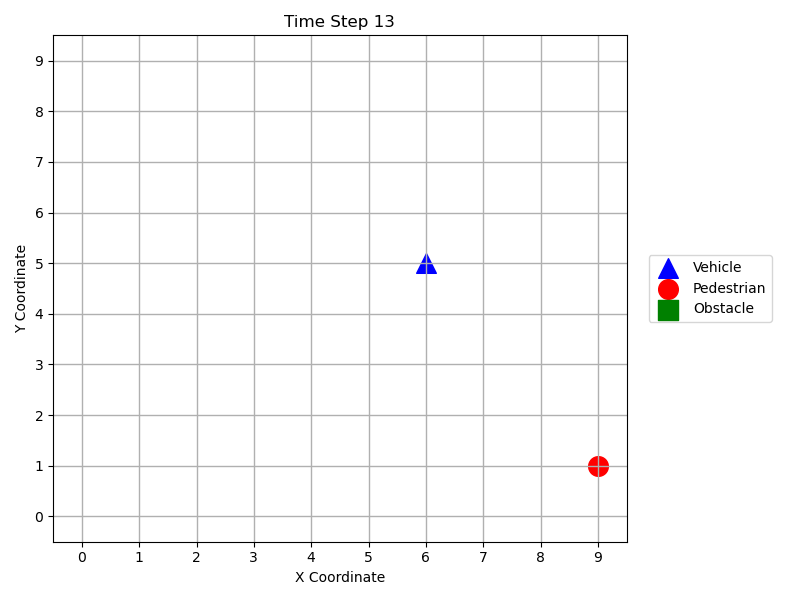 Time Step 13
Y Coordinate
9
8
7
6
5
4
3
2
1
0
0 1 2 3 4 5 6 7 8 9
X Coordinate
Vehicle
Pedestrian
Obstacle